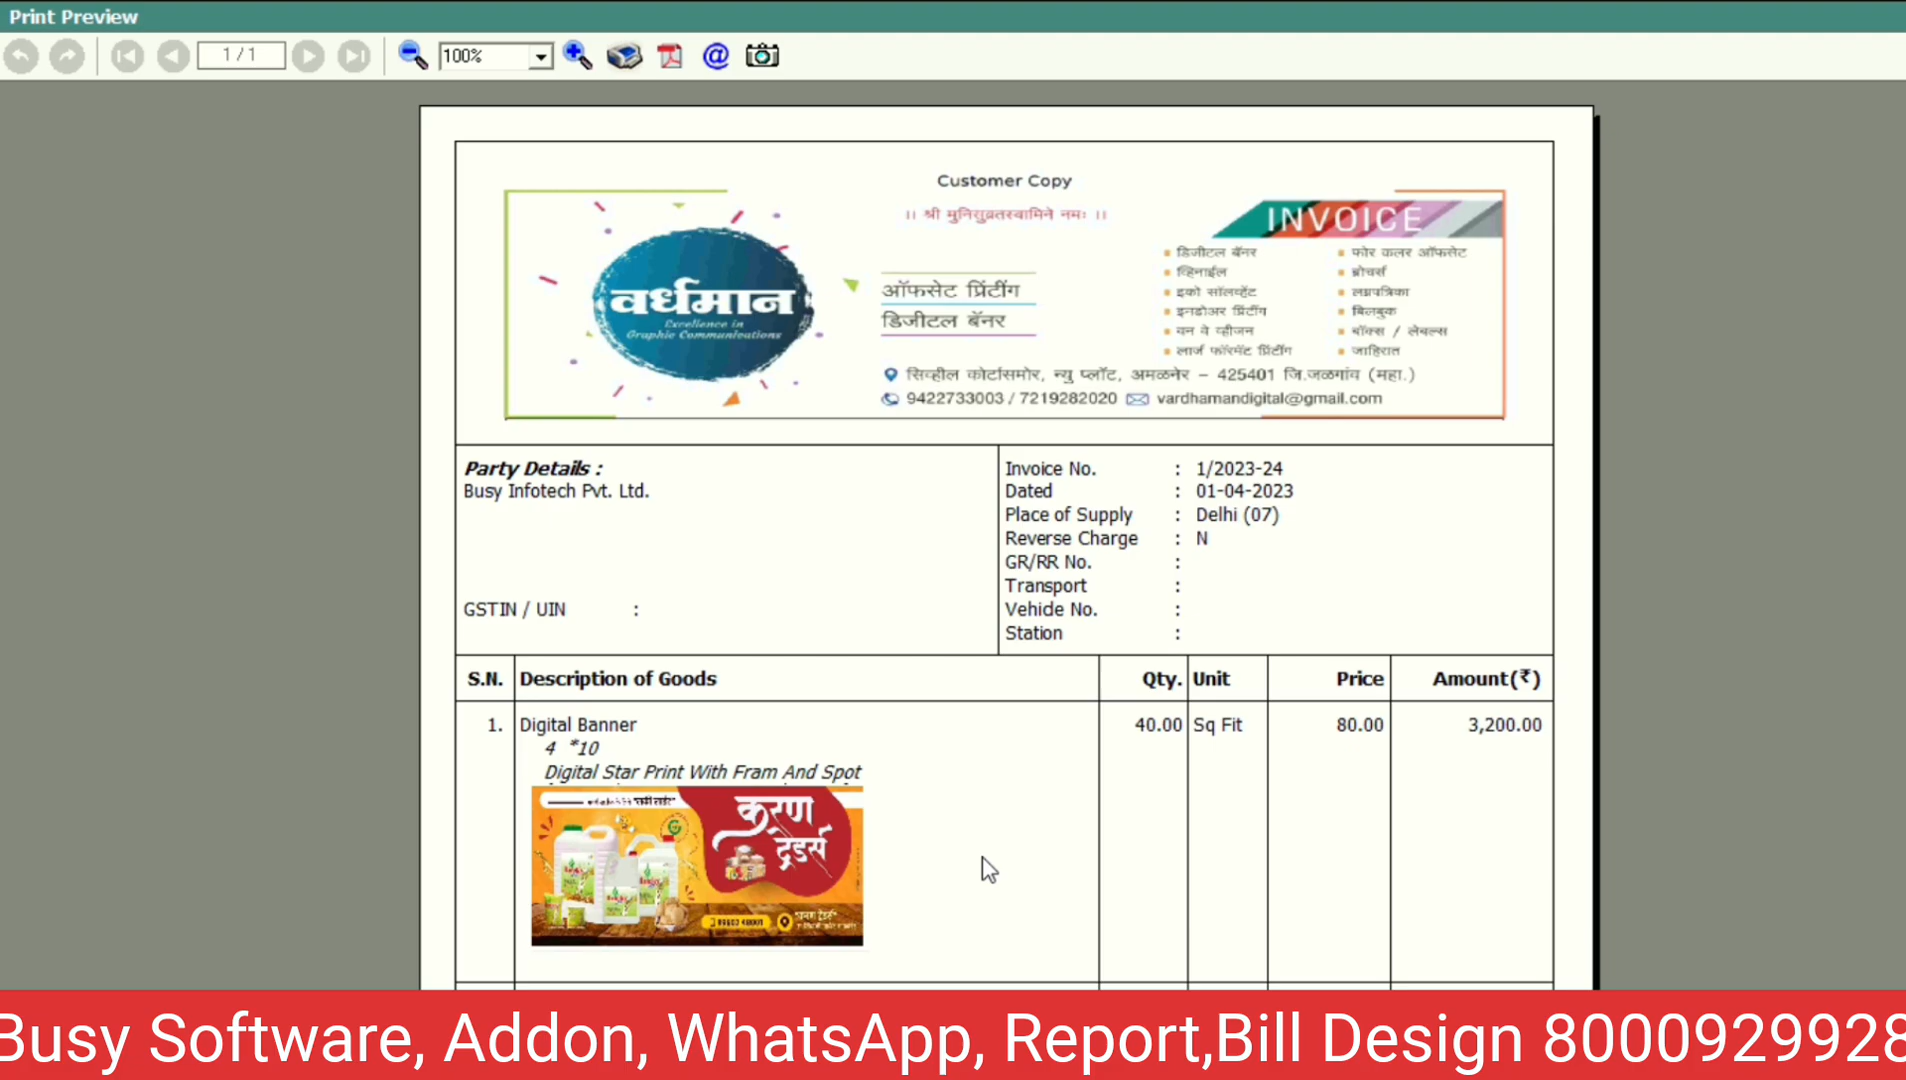 Print Preview
1 / 1
100%
Customer Copy
।। श्री मुनिसुव्रतस्वामिने नमः ।।
INVOICE
वर्धमान
Excellence in
Graphic Communications
ऑफसेट प्रिंटींग
डिजीटल बॅनर
डिजीटल बॅनर
व्हिनाईल
इको सॉलव्हेंट
इनडोअर प्रिंटींग
वन वे व्हीजन
लार्ज फॉरमॅट प्रिंटींग
फोर कलर ऑफसेट
ब्रोचर्स
लग्नपत्रिका
बिलबुक
बॉक्स / लेबल्स
जाहिरात
सिव्हील कोर्टासमोर, न्यु प्लॉट, अमळनेर – 425401 जि.जळगांव (महा.)
9422733003 / 7219282020 vardhamandigital@gmail.com
Party Details :
Busy Infotech Pvt. Ltd.
GSTIN / UIN :
Invoice No. : 1/2023-24
Dated : 01-04-2023
Place of Supply : Delhi (07)
Reverse Charge : N
GR/RR No. :
Transport :
Vehicle No. :
Station :
S.N. Description of Goods Qty. Unit Price Amount(₹)
1. Digital Banner 40.00 Sq Fit 80.00 3,200.00
4 *10
Digital Star Print With Fram And Spot
करण
ट्रेडर्स
Busy Software, Addon, WhatsApp, Report,Bill Design 8000929928